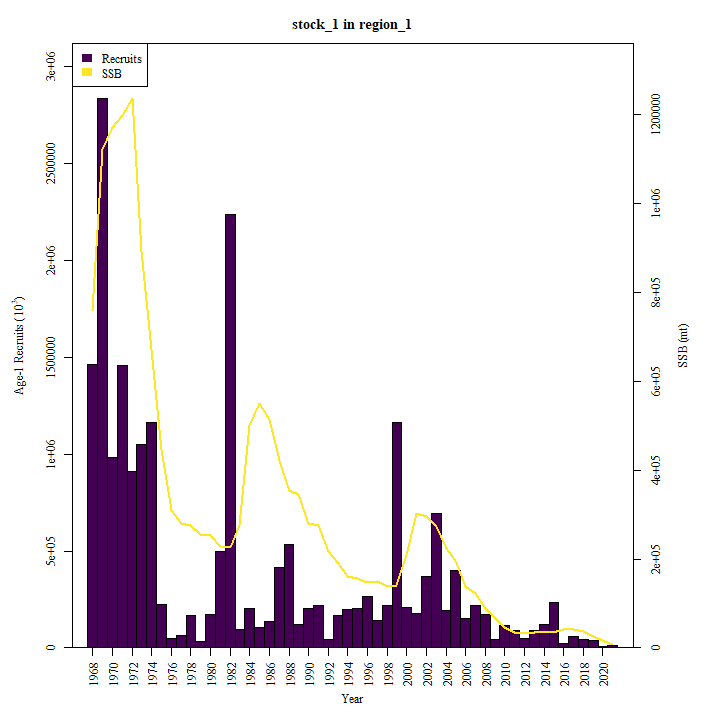 stock_1 in region_1
Recruits
SSB
3e+06
2500000
2e+06
1500000
1e+06
5e+05
0
Age-1 Recruits (10³)
1200000
1e+06
8e+05
6e+05
4e+05
2e+05
0
SSB (mt)
1968 1970 1972 1974 1976 1978 1980 1982 1984 1986 1988 1990 1992 1994 1996 1998 2000 2002 2004 2006 2008 2010 2012 2014 2016 2018 2020
Year